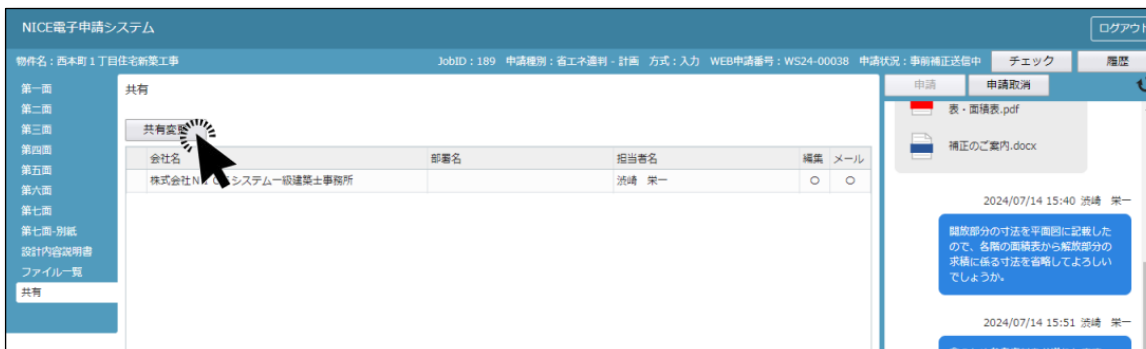 NICE電子申請システム
ログアウト
物件名：西本町１丁目住宅新築工事
JobID：189 申請種別：省エネ適判 - 計画 方式：入力 WEB申請番号：WS24-00038 申請状況：事前補正送信中
チェック
履歴
第一面
第二面
第三面
第四面
第五面
第六面
第七面
第七面-別紙
設計内容説明書
ファイル一覧
共有
共有
共有変更
会社名 部署名 担当者名 編集 メール
株式会社ＮＩＣＥシステム一級建築士事務所 渋崎　栄一 ○ ○
申請
申請取消
表・面積表.pdf
補正のご案内.docx
2024/07/14 15:40 渋崎　栄一
開放部分の寸法を平面図に記載した
ので、各階の面積表から解放部分の
求積に係る寸法を省略してよろしい
でしょうか。
2024/07/14 15:51 渋崎　栄一